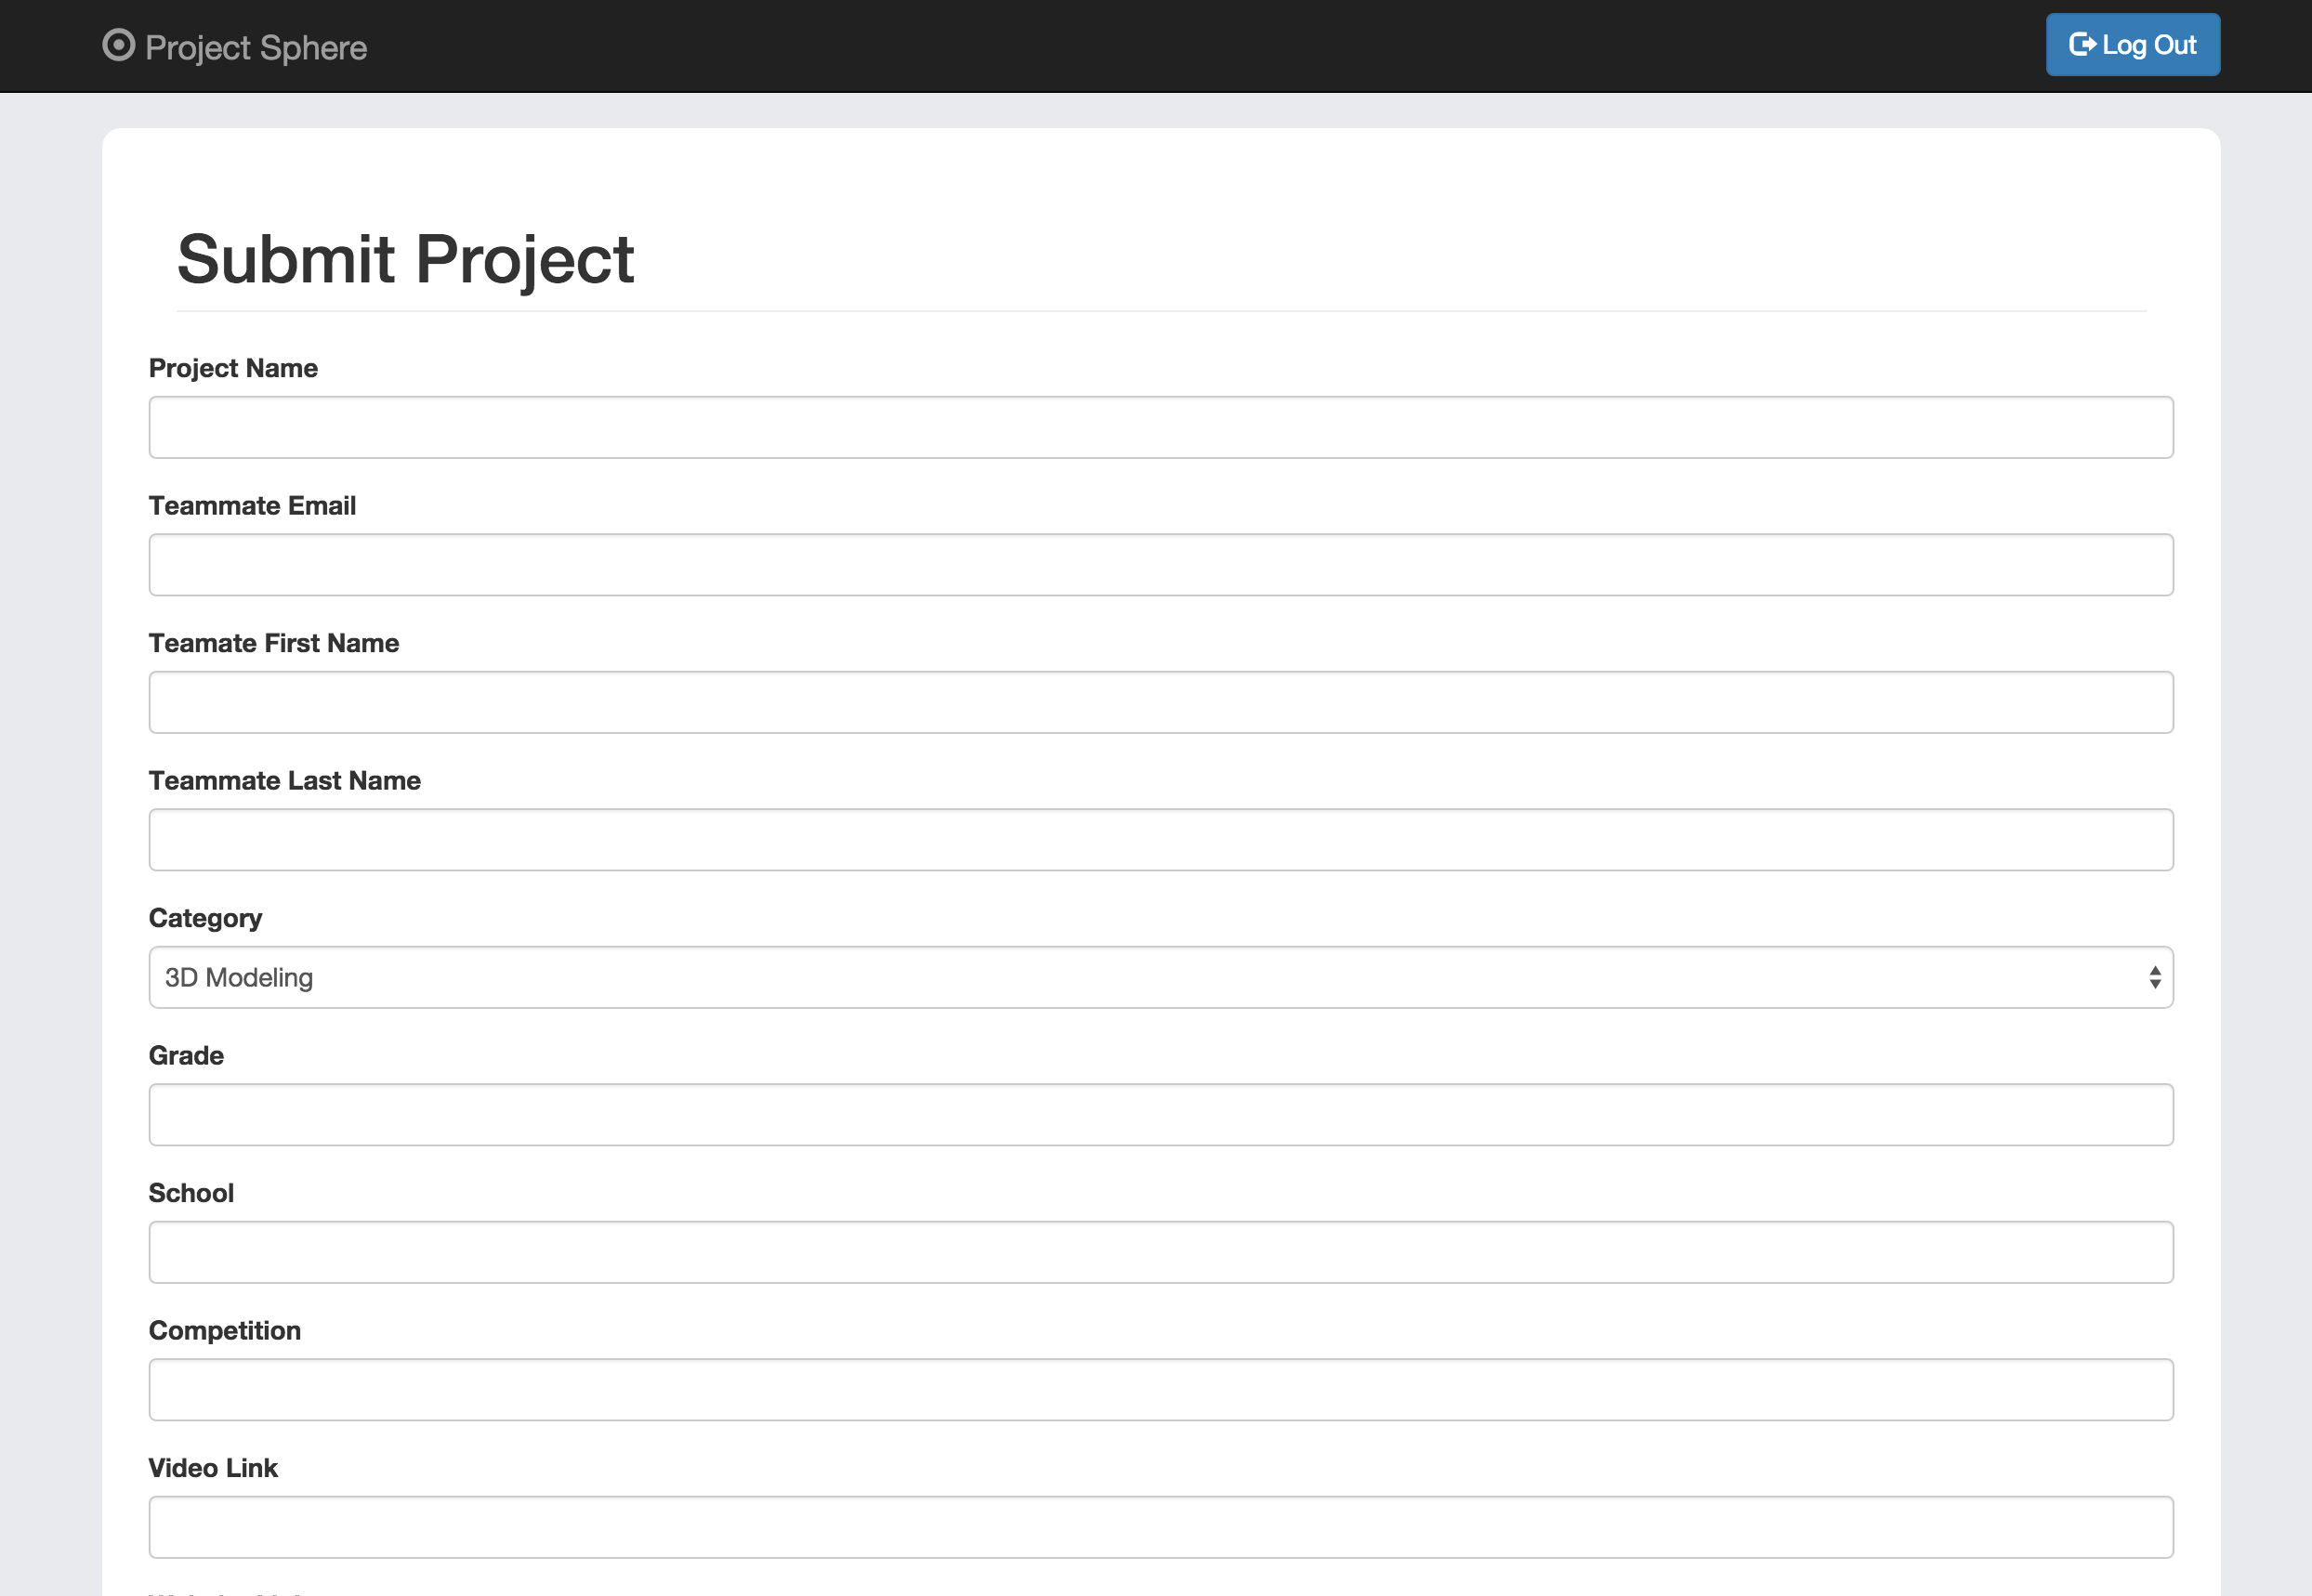 Project Sphere
Log Out
Submit Project
Project Name
Teammate Email
Teamate First Name
Teammate Last Name
Category
3D Modeling
Grade
School
Competition
Video Link